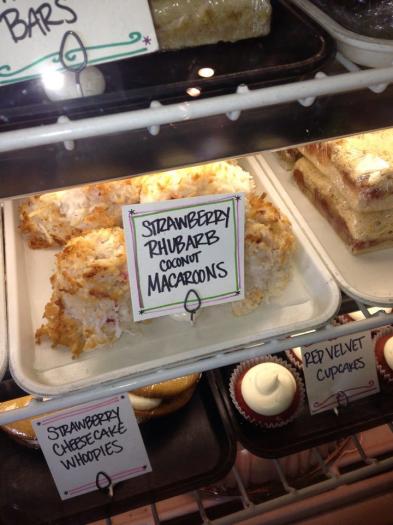 BARS
STRAWBERRY
RHUBARB
COCONUT
MACAROONS
RED VELVET
CUPCAKES
STRAWBERRY
CHEESECAKE
WHOOPIES